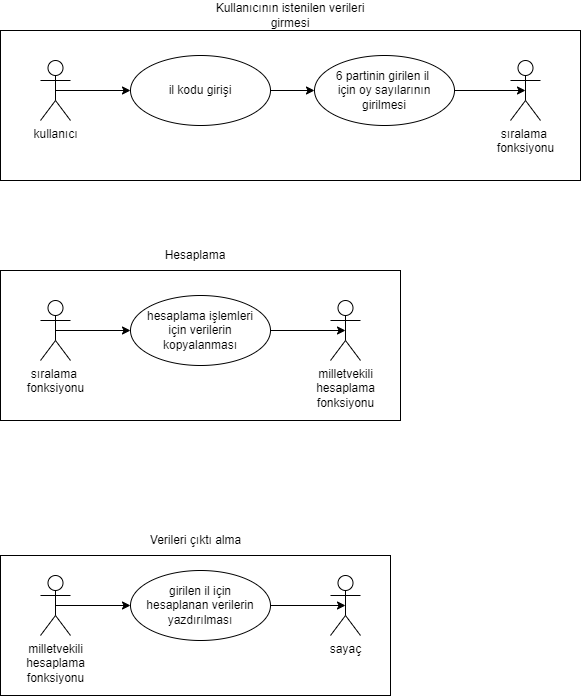 Kullanıcının istenilen verileri
girmesi
il kodu girişi
6 partinin girilen il
için oy sayılarının
girilmesi
kullanıcı
sıralama
fonksiyonu
Hesaplama
hesaplama işlemleri
için verilerin
kopyalanması
sıralama
fonksiyonu
milletvekili
hesaplama
fonksiyonu
Verileri çıktı alma
girilen il için
hesaplanan verilerin
yazdırılması
milletvekili
hesaplama
fonksiyonu
sayaç